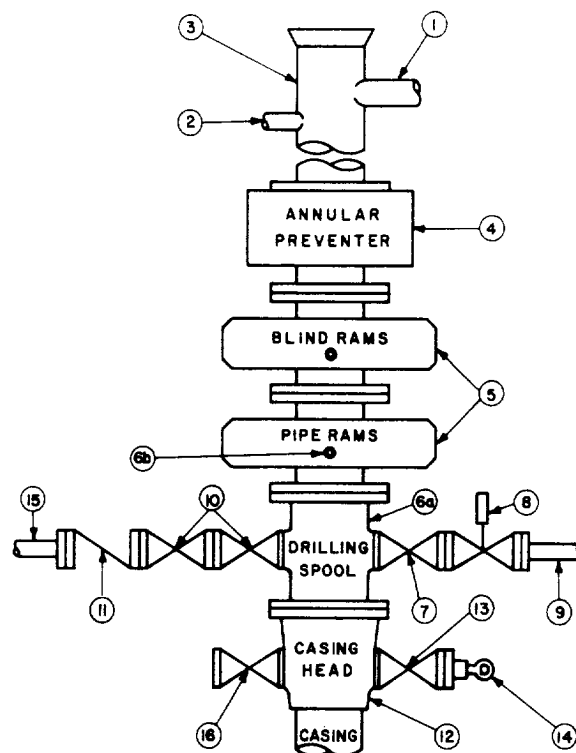 1
3
2
ANNULAR
PREVENTER
4
BLIND RAMS
5
PIPE RAMS
6b
15
10
6a
8
DRILLING
SPOOL
11
7
9
13
CASING
HEAD
16
12
14
CASING